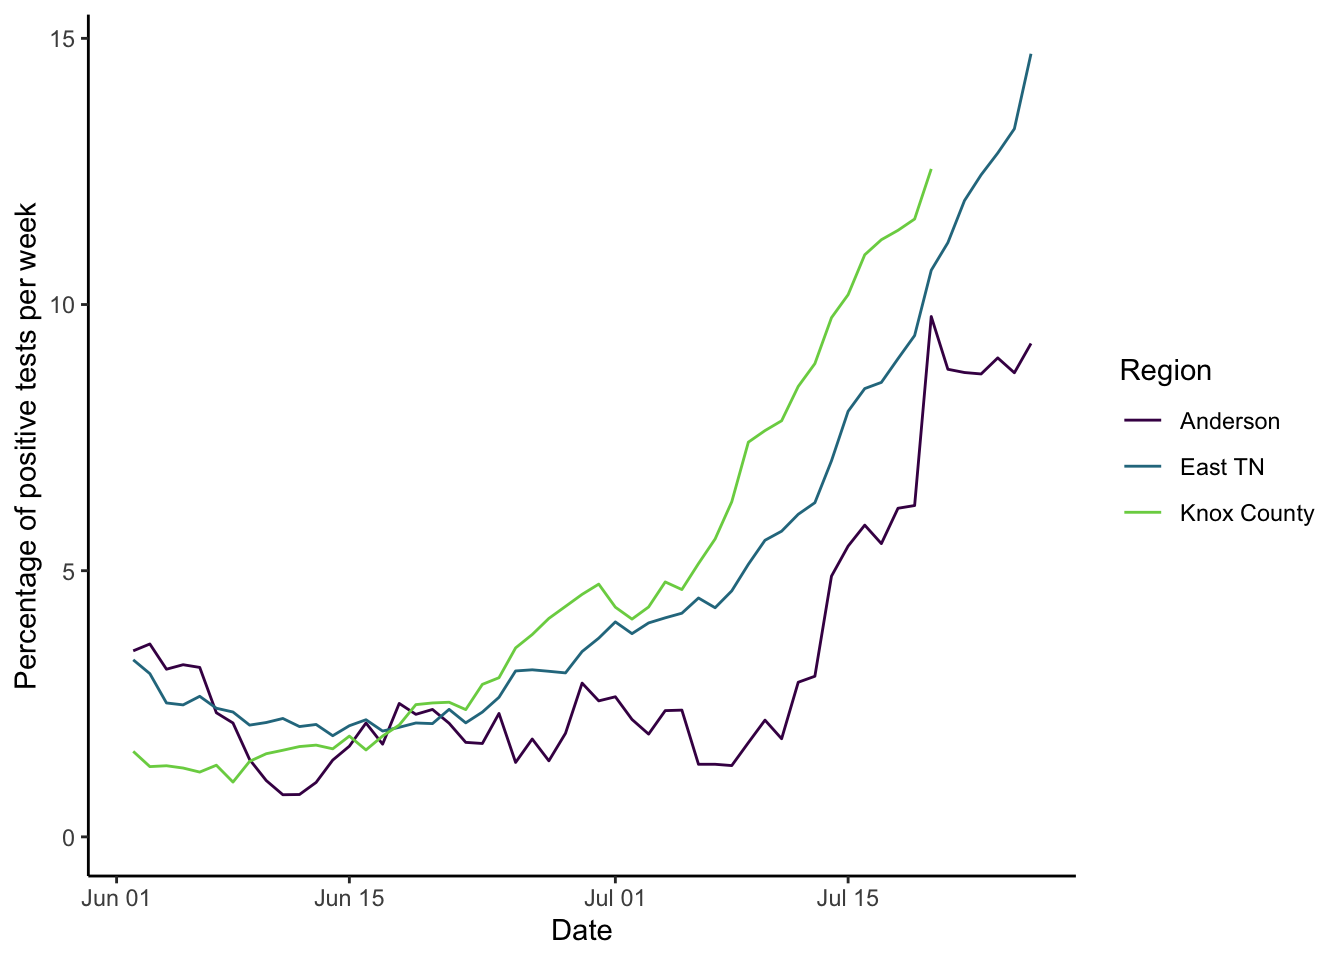 15
10
5
0
Percentage of positive tests per week
Jun 01
Jun 15
Jul 01
Jul 15
Date
Region
Anderson
East TN
Knox County